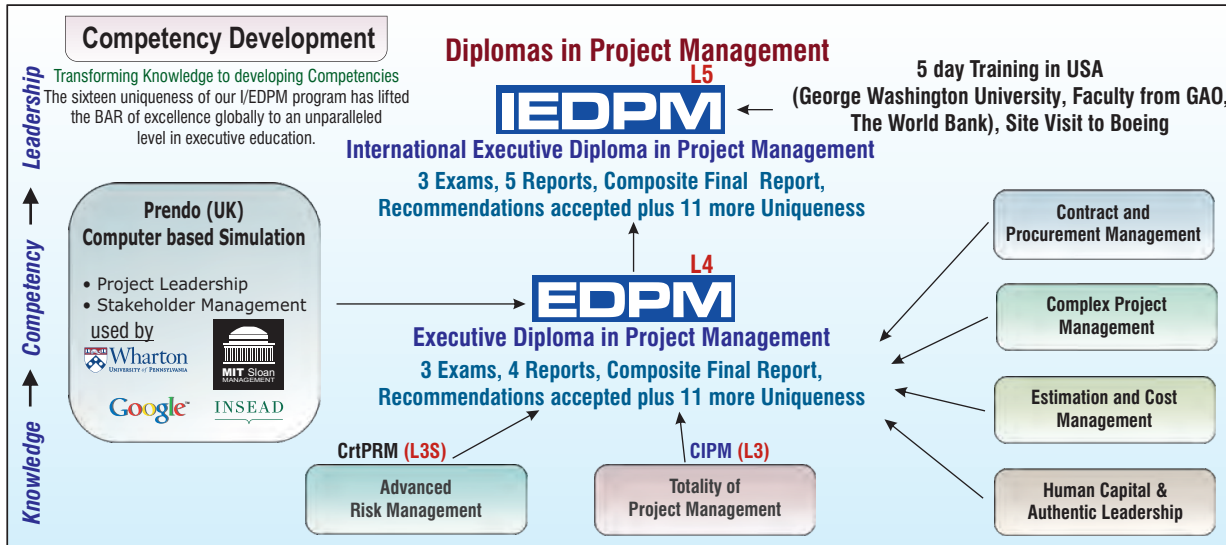 Competency Development
Transforming Knowledge to developing Competencies
The sixteen uniqueness of our I/EDPM program has lifted
the BAR of excellence globally to an unparalleled
level in executive education.
Knowledge
Competency
Leadership
Diplomas in Project Management
L5
IEDPM
International Executive Diploma in Project Management
3 Exams, 5 Reports, Composite Final Report,
Recommendations accepted plus 11 more Uniqueness
5 day Training in USA
(George Washington University, Faculty from GAO,
The World Bank), Site Visit to Boeing
Prendo (UK)
Computer based Simulation
• Project Leadership
• Stakeholder Management
used by
Wharton
UNIVERSITY of PENNSYLVANIA
MIT Sloan
MANAGEMENT
Google™
INSEAD
L4
EDPM
Executive Diploma in Project Management
3 Exams, 4 Reports, Composite Final Report,
Recommendations accepted plus 11 more Uniqueness
CrtPRM (L3S)
Advanced
Risk Management
CIPM (L3)
Totality of
Project Management
Contract and
Procurement Management
Complex Project
Management
Estimation and Cost
Management
Human Capital &
Authentic Leadership